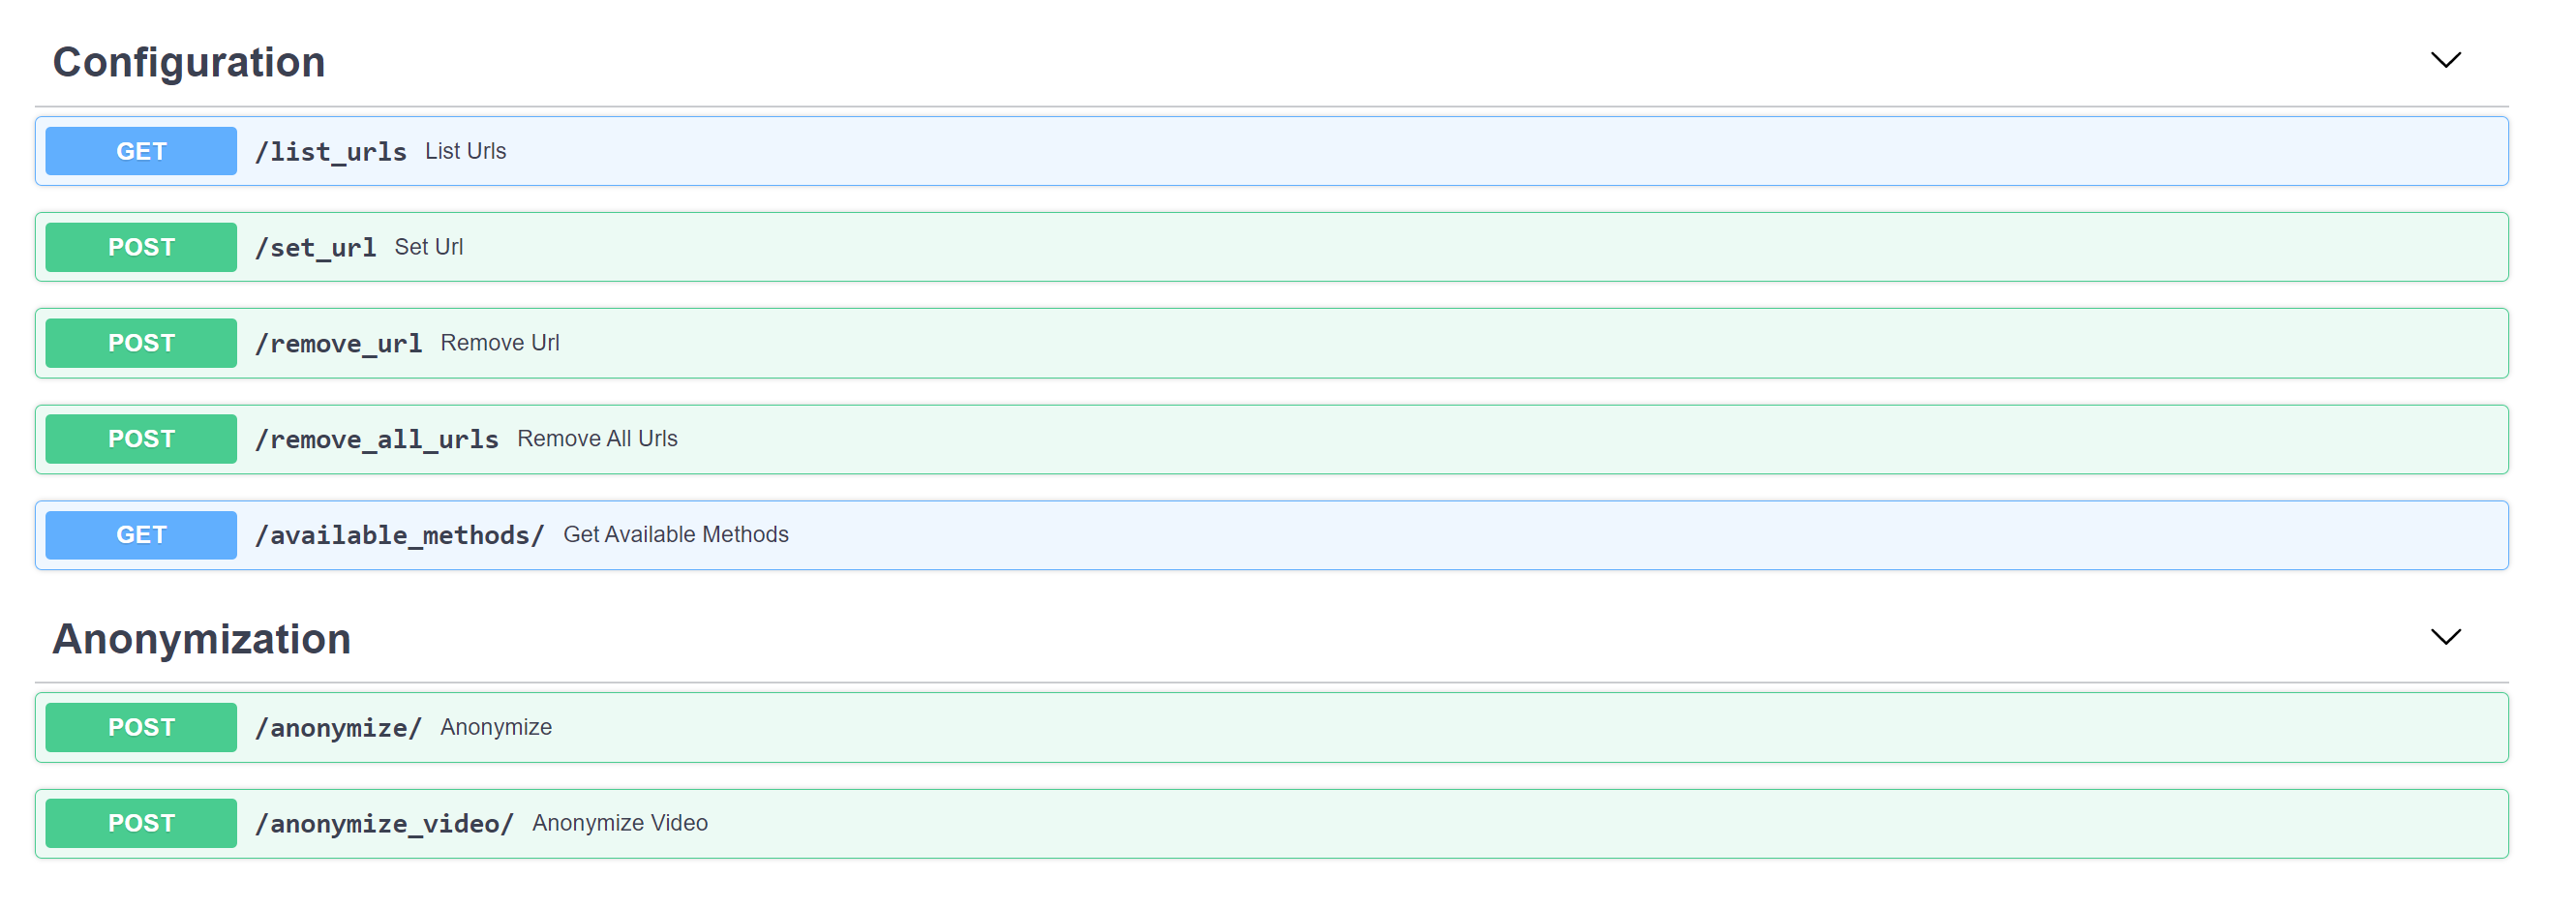 Configuration
GET /list_urls List Urls
POST /set_url Set Url
POST /remove_url Remove Url
POST /remove_all_urls Remove All Urls
GET /available_methods/ Get Available Methods
Anonymization
POST /anonymize/ Anonymize
POST /anonymize_video/ Anonymize Video